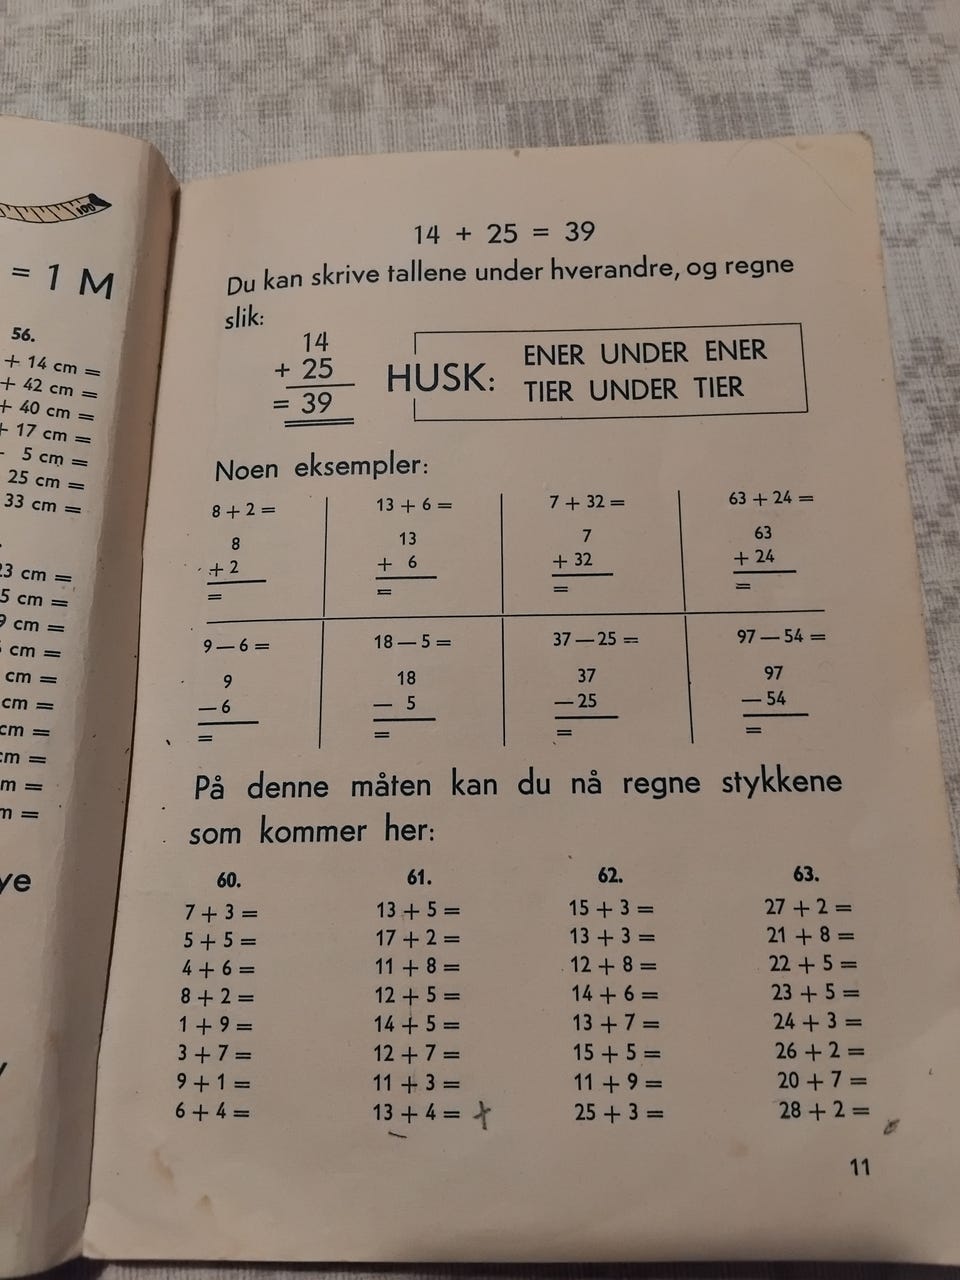 100
= 1 M
56.
+ 14 cm =
+ 42 cm =
+ 40 cm =
+ 17 cm =
5 cm =
25 cm =
33 cm =
23 cm =
5 cm =
9 cm =
cm =
cm =
cm =
cm =
cm =
m =
m =
14 + 25 = 39
Du kan skrive tallene under hverandre, og regne
slik:
14
+ 25
= 39
HUSK:
ENER UNDER ENER
TIER UNDER TIER
Noen eksempler:
8 + 2 =
8
+ 2
=
13 + 6 =
13
+ 6
=
7 + 32 =
7
+ 32
=
63 + 24 =
63
+ 24
=
9 — 6 =
9
— 6
=
18 — 5 =
18
— 5
=
37 — 25 =
37
— 25
=
97 — 54 =
97
— 54
=
På denne måten kan du nå regne stykkene
som kommer her:
60.
7 + 3 =
5 + 5 =
4 + 6 =
8 + 2 =
1 + 9 =
3 + 7 =
9 + 1 =
6 + 4 =
61.
13 + 5 =
17 + 2 =
11 + 8 =
12 + 5 =
14 + 5 =
12 + 7 =
11 + 3 =
13 + 4 =
62.
15 + 3 =
13 + 3 =
12 + 8 =
14 + 6 =
13 + 7 =
15 + 5 =
11 + 9 =
25 + 3 =
63.
27 + 2 =
21 + 8 =
22 + 5 =
23 + 5 =
24 + 3 =
26 + 2 =
20 + 7 =
28 + 2 =
11